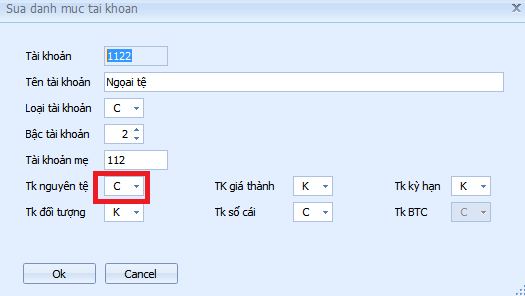 Sua danh muc tai khoan
Tài khoản 1122
Tên tài khoản Ngoại tệ
Loại tài khoản C
Bậc tài khoản 2
Tài khoản mẹ 112
Tk nguyên tệ C TK giá thành K Tk kỳ hạn K
Tk đối tượng K Tk số cái C Tk BTC C
Ok Cancel